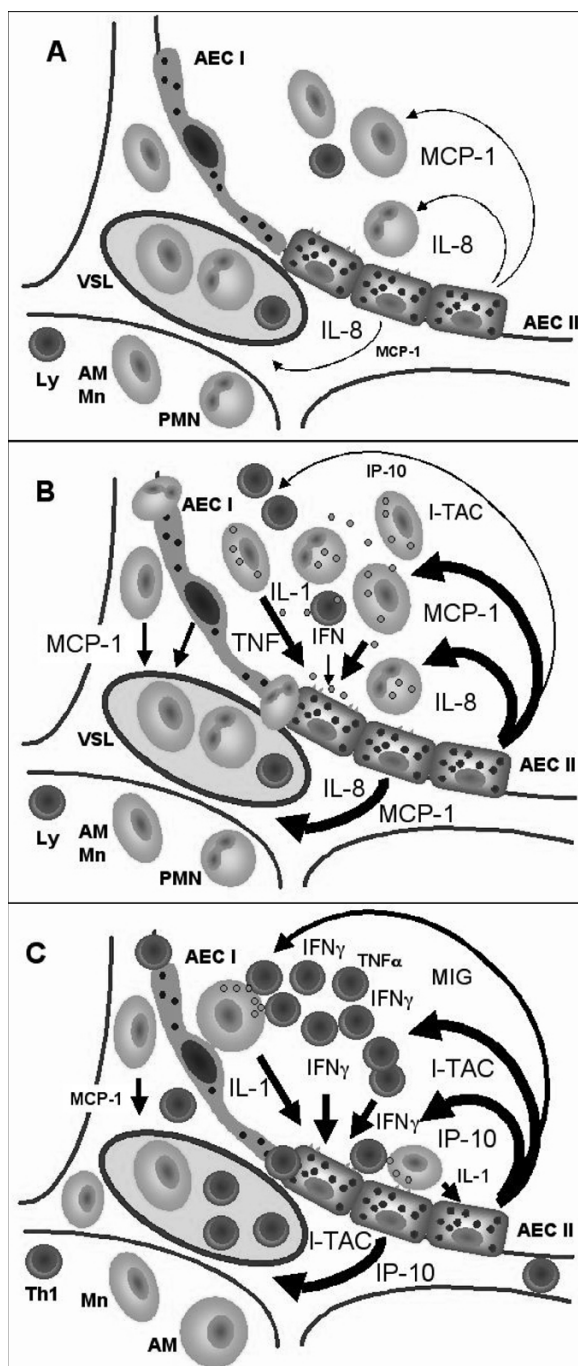 A
AEC I
MCP-1
IL-8
VSL
IL-8
MCP-1
AEC II
Ly
AM
Mn
PMN
B
AEC I
IP-10
I-TAC
IL-1
MCP-1
TNF
IFN
MCP-1
IL-8
VSL
AEC II
IL-8
MCP-1
Ly
AM
Mn
PMN
C
AEC I
IFNγ
TNFα
MIG
IFNγ
I-TAC
IL-1
IFNγ
MCP-1
IFNγ
IP-10
IL-1
AEC II
I-TAC
IP-10
Th1
Mn
AM